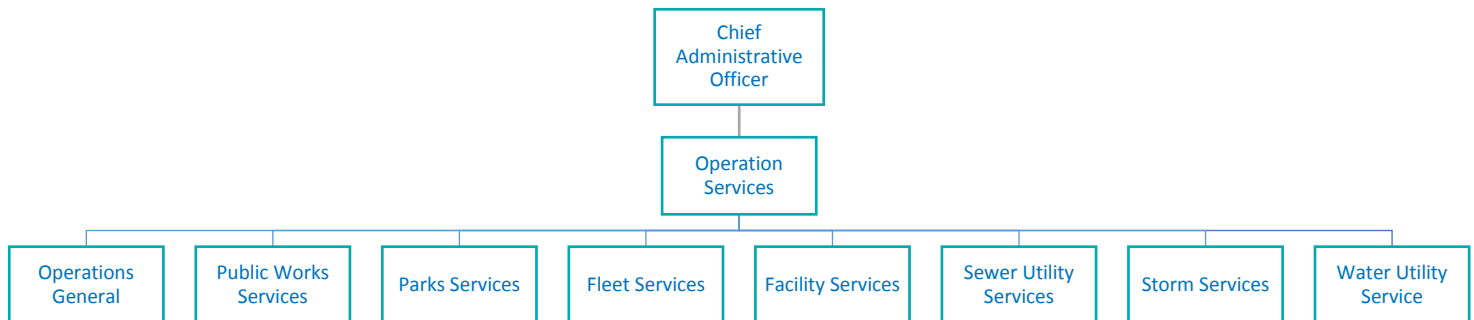 Chief
Administrative
Officer
Operation
Services
Operations
General
Public Works
Services
Parks Services
Fleet Services
Facility Services
Sewer Utility
Services
Storm Services
Water Utility
Service